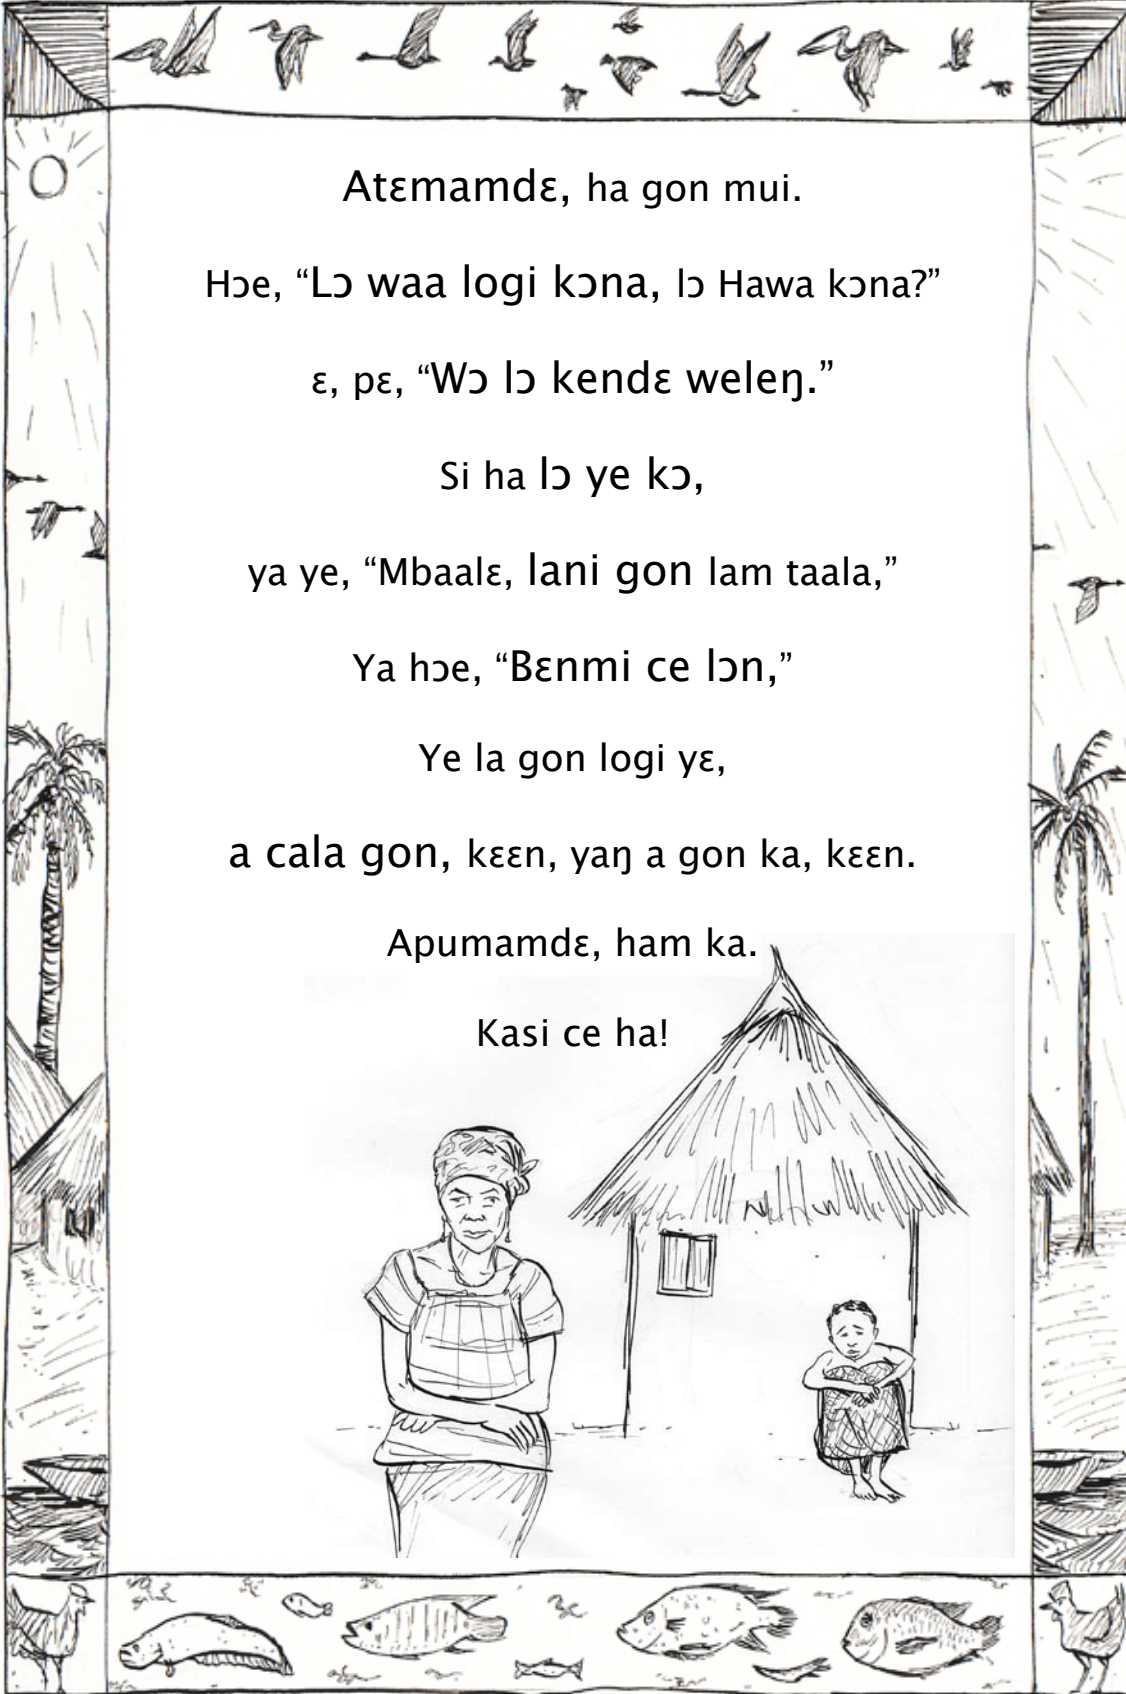 Atɛmamdɛ, ha gon mui.
Hɔe, “Lɔ waa logi kɔna, lɔ Hawa kɔna?”
ɛ, pɛ, “Wɔ lɔ kendɛ weleŋ.”
Si ha lɔ ye kɔ,
ya ye, “Mbaalɛ, lani gon lam taala,”
Ya hɔe, “Bɛnmi ce lɔn,”
Ye la gon logi yɛ,
a cala gon, kɛɛn, yaŋ a gon ka, kɛɛn.
Apumamdɛ, ham ka.
Kasi ce ha!